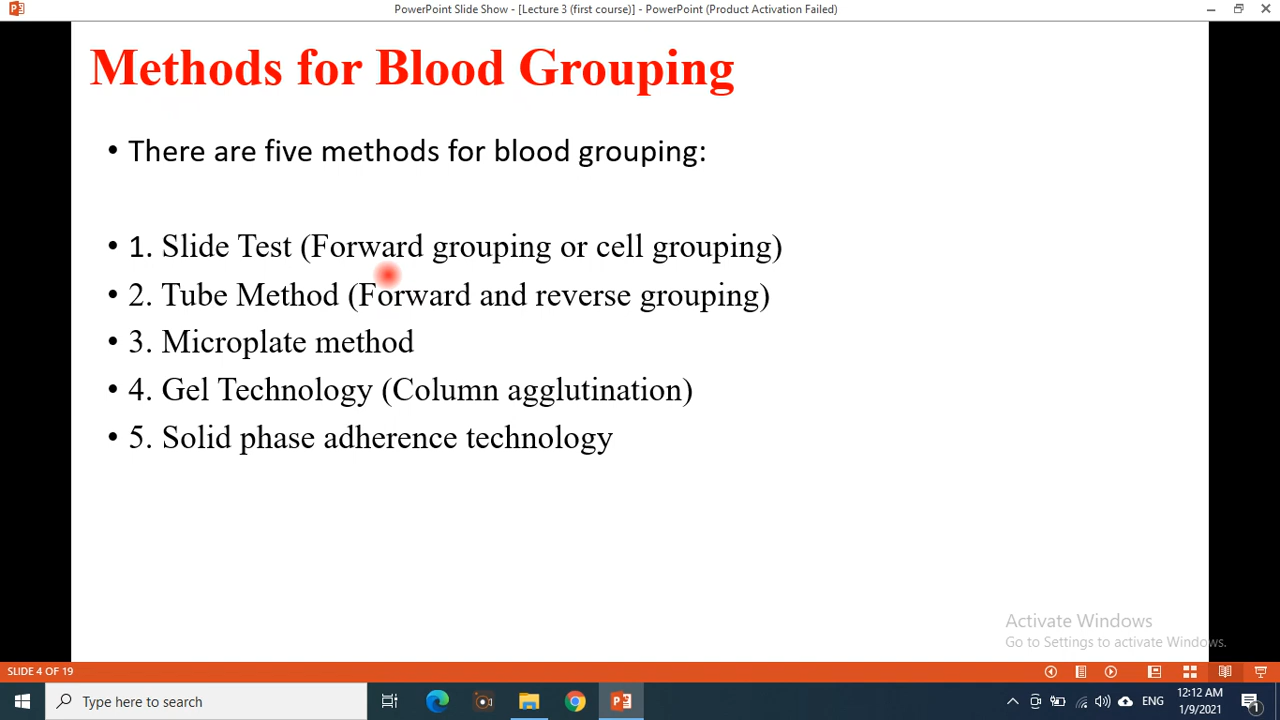 PowerPoint Slide Show - [Lecture 3 (first course)] - PowerPoint (Product Activation Failed)
Methods for Blood Grouping
• There are five methods for blood grouping:
• 1. Slide Test (Forward grouping or cell grouping)
• 2. Tube Method (Forward and reverse grouping)
• 3. Microplate method
• 4. Gel Technology (Column agglutination)
• 5. Solid phase adherence technology
Activate Windows
Go to Settings to activate Windows.
SLIDE 4 OF 19
Type here to search
ENG
12:12 AM
1/9/2021
1